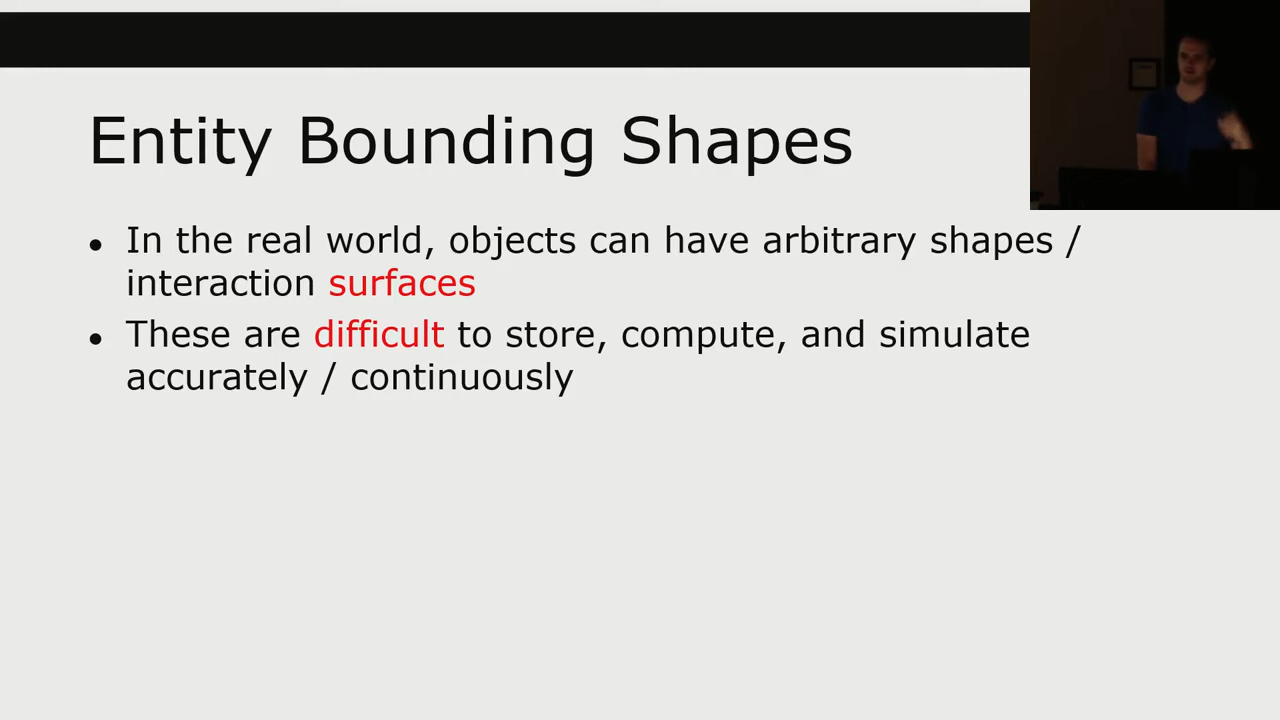 Entity Bounding Shapes
• In the real world, objects can have arbitrary shapes /
interaction surfaces
• These are difficult to store, compute, and simulate
accurately / continuously